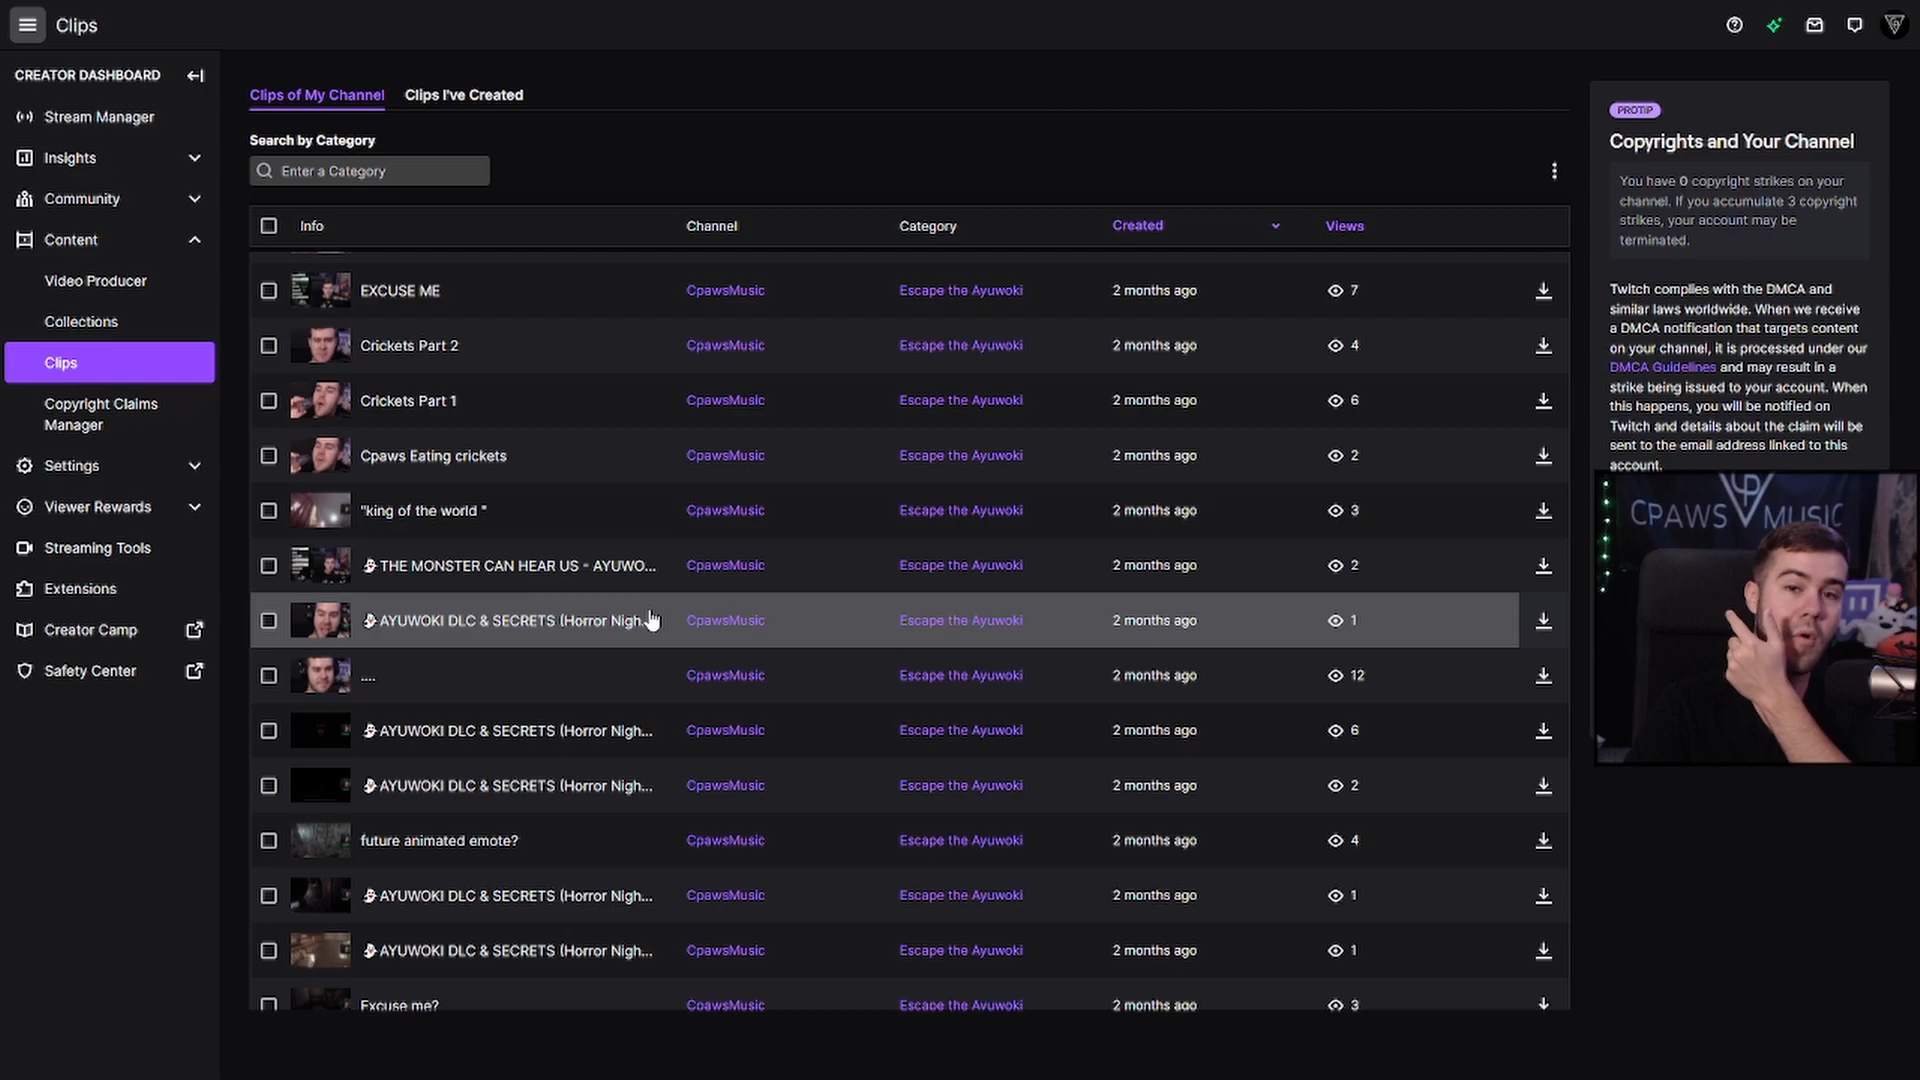 Clips
CREATOR DASHBOARD
Stream Manager
Insights
Community
Content
Video Producer
Collections
Clips
Copyright Claims
Manager
Settings
Viewer Rewards
Streaming Tools
Extensions
Creator Camp
Safety Center
Clips of My Channel
Clips I've Created
Search by Category
Enter a Category
Info Channel Category Created Views
EXCUSE ME CpawsMusic Escape the Ayuwoki 2 months ago 7
Crickets Part 2 CpawsMusic Escape the Ayuwoki 2 months ago 4
Crickets Part 1 CpawsMusic Escape the Ayuwoki 2 months ago 6
Cpaws Eating crickets CpawsMusic Escape the Ayuwoki 2 months ago 2
"king of the world " CpawsMusic Escape the Ayuwoki 2 months ago 3
👻THE MONSTER CAN HEAR US - AYUWO... CpawsMusic Escape the Ayuwoki 2 months ago 2
👻AYUWOKI DLC & SECRETS (Horror Nigh... CpawsMusic Escape the Ayuwoki 2 months ago 1
.... CpawsMusic Escape the Ayuwoki 2 months ago 12
👻AYUWOKI DLC & SECRETS (Horror Nigh... CpawsMusic Escape the Ayuwoki 2 months ago 6
👻AYUWOKI DLC & SECRETS (Horror Nigh... CpawsMusic Escape the Ayuwoki 2 months ago 2
future animated emote? CpawsMusic Escape the Ayuwoki 2 months ago 4
👻AYUWOKI DLC & SECRETS (Horror Nigh... CpawsMusic Escape the Ayuwoki 2 months ago 1
👻AYUWOKI DLC & SECRETS (Horror Nigh... CpawsMusic Escape the Ayuwoki 2 months ago 1
Excuse me? CpawsMusic Escape the Ayuwoki 2 months ago 3
PROTIP
Copyrights and Your Channel
You have 0 copyright strikes on your
channel. If you accumulate 3 copyright
strikes, your account may be
terminated.
Twitch complies with the DMCA and
similar laws worldwide. When we receive
a DMCA notification that targets content
on your channel, it is processed under our
DMCA Guidelines and may result in a
strike being issued to your account. When
this happens, you will be notified on
Twitch and details about the claim will be
sent to the email address linked to this
account.
CPAWS MUSIC